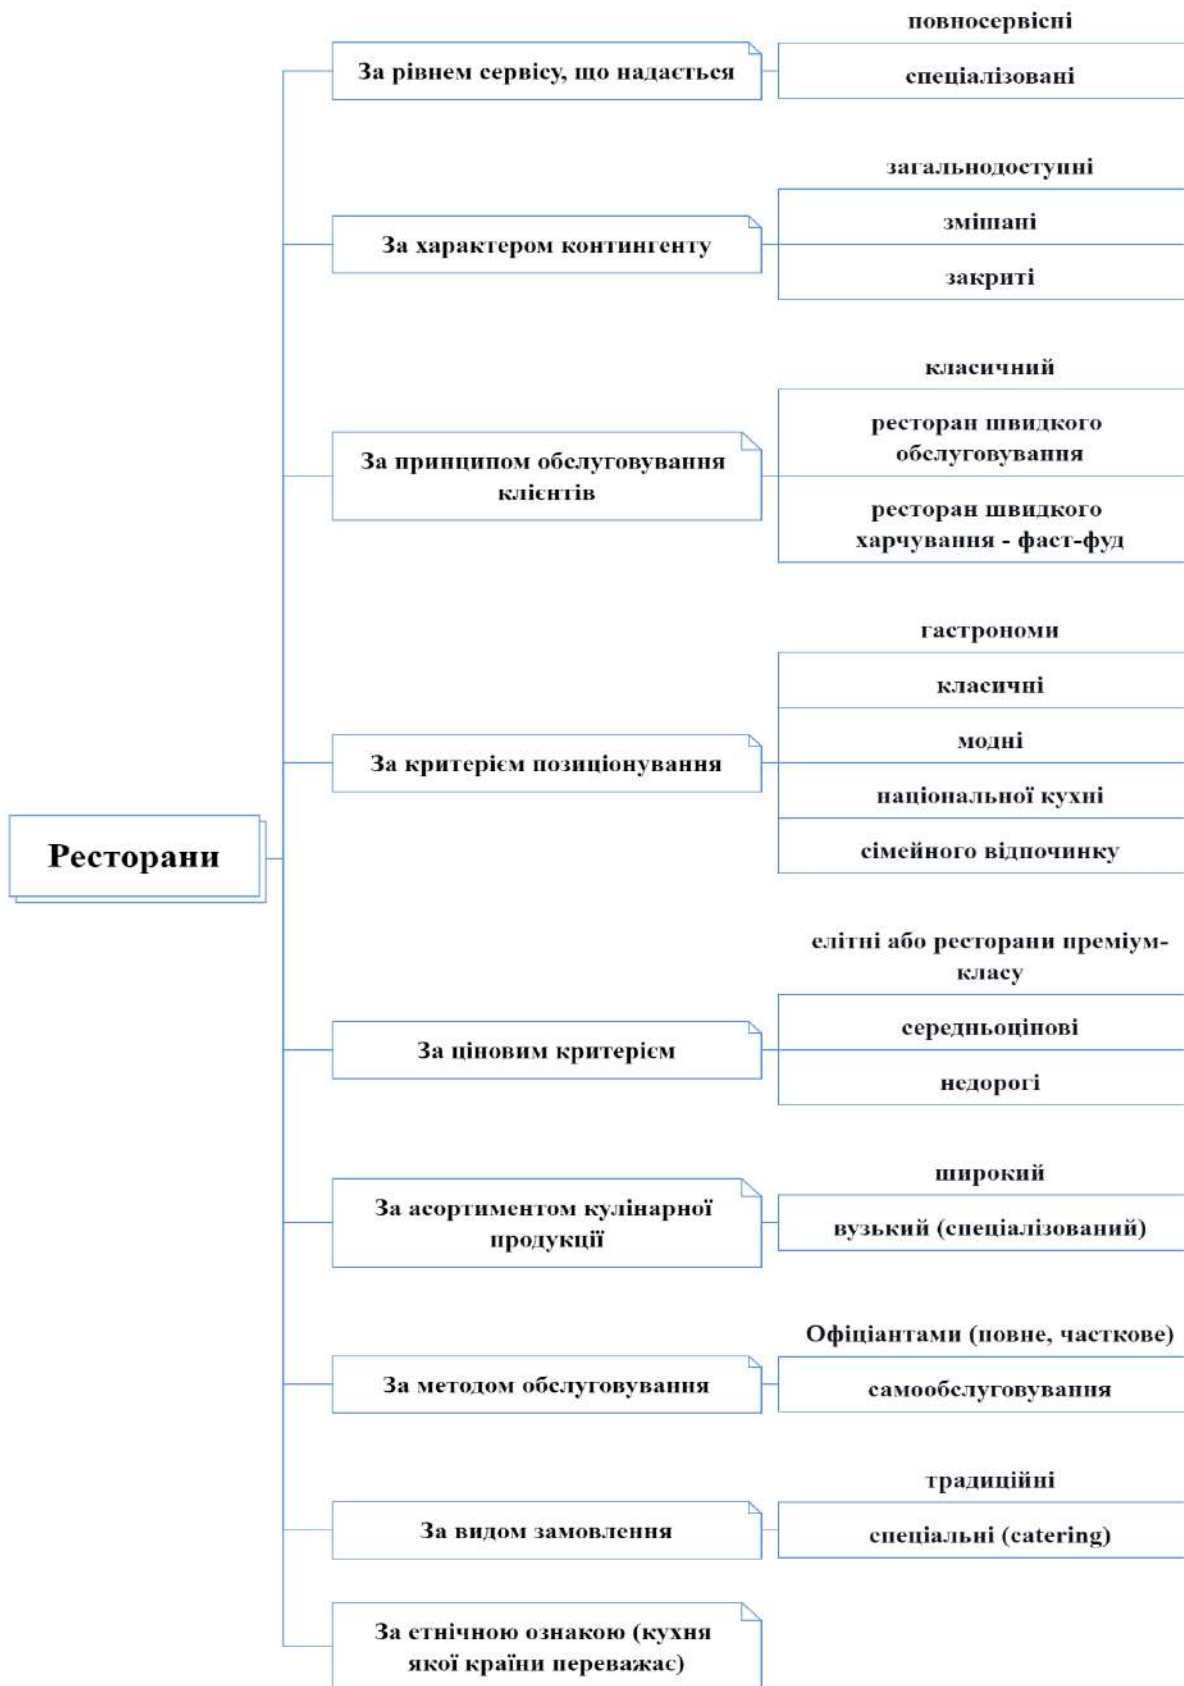 За рівнем сервісу, що надається
повносервісні
спеціалізовані
За характером контингенту
загальнодоступні
змішані
закриті
За принципом обслуговування
клієнтів
класичний
ресторан швидкого
обслуговування
ресторан швидкого
харчування - фаст-фуд
Ресторани
За критерієм позиціонування
гастрономи
класичні
модні
національної кухні
сімейного відпочинку
За ціновим критерієм
елітні або ресторани преміум-
класу
середньоцінові
недорогі
За асортиментом кулінарної
продукції
широкий
вузький (спеціалізований)
За методом обслуговування
Офіціантами (повне, часткове)
самообслуговування
За видом замовлення
традиційні
спеціальні (catering)
За етнічною ознакою (кухня
якої країни переважає)